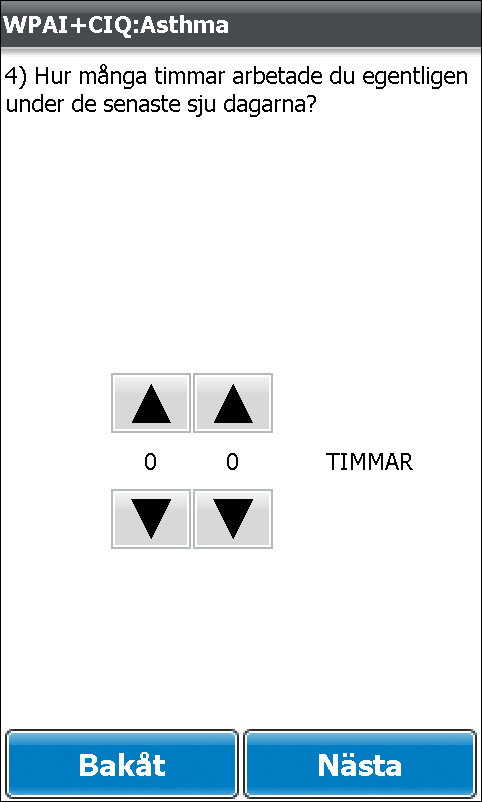 WPAI+CIQ:Asthma
4) Hur många timmar arbetade du egentligen
under de senaste sju dagarna?
0 0 TIMMAR
Bakåt Nästa